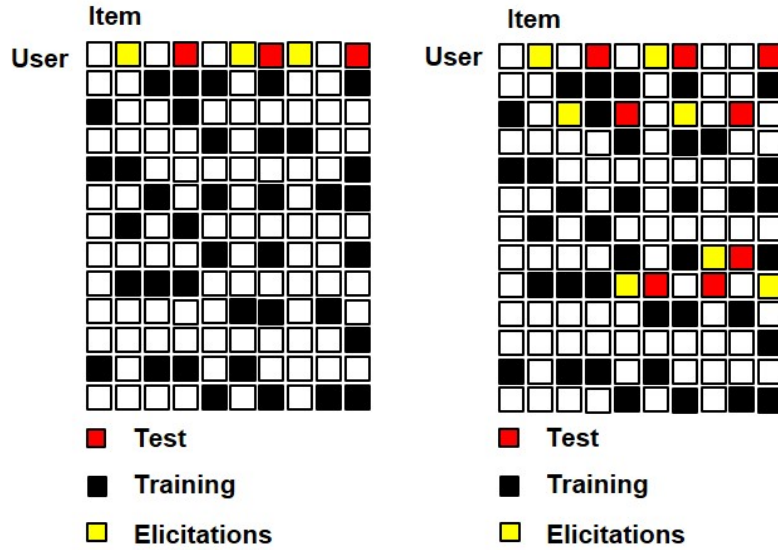 Item
User
Test
Training
Elicitations
Item
User
Test
Training
Elicitations